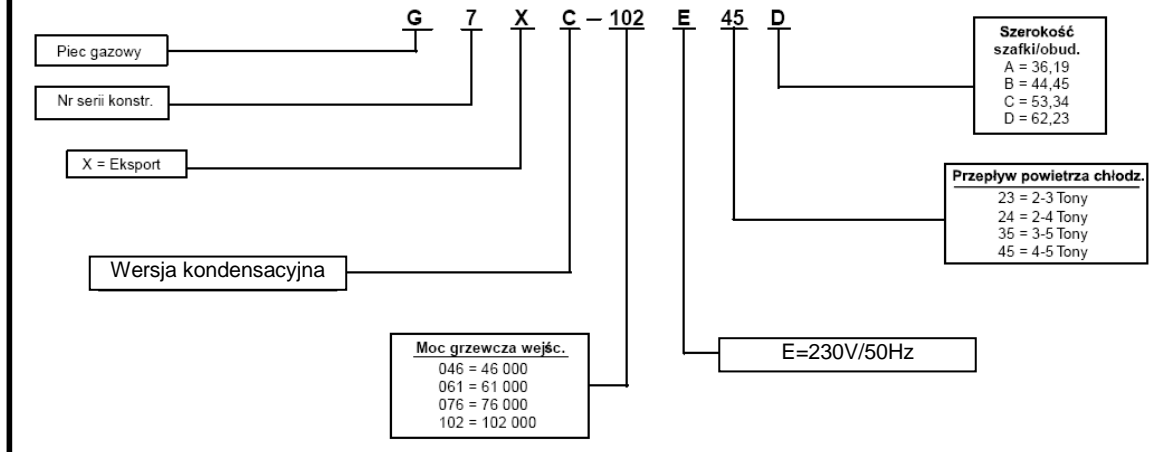 G 7 X C – 102 E 45 D
Piec gazowy
Nr serii konstr.
X = Eksport
Wersja kondensacyjna
Moc grzewcza wejśc.
046 = 46 000
061 = 61 000
076 = 76 000
102 = 102 000
E=230V/50Hz
Przepływ powietrza chłodz.
23 = 2-3 Tony
24 = 2-4 Tony
35 = 3-5 Tony
45 = 4-5 Tony
Szerokość
szafki/obud.
A = 36,19
B = 44,45
C = 53,34
D = 62,23